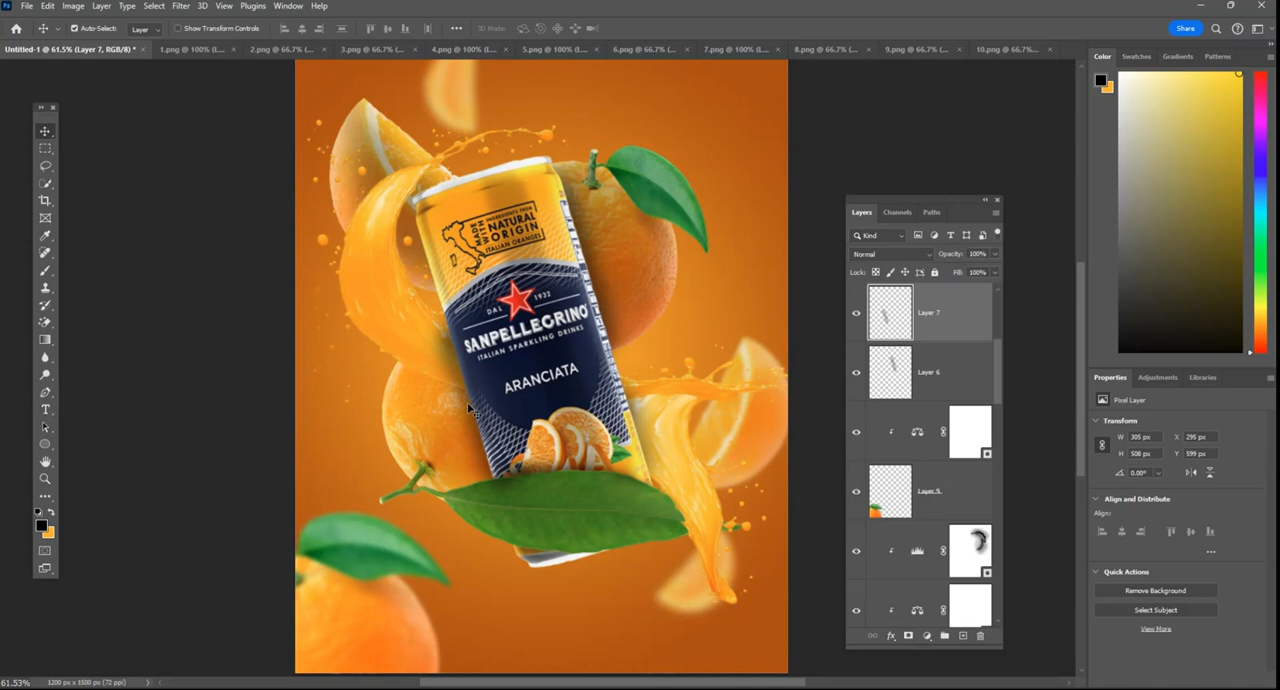 Ps File Edit Image Layer Type Select Filter 3D View Plugins Window Help
Auto-Select: Layer Show Transform Controls 3D Mode: Share
Untitled-1 @ 61.5% (Layer 7, RGB/8) * 1.png @ 100% (L... 2.png @ 66.7% (... 3.png @ 66.7% (... 4.png @ 100% (L... 5.png @ 100% (L... 6.png @ 66.7% (... 7.png @ 100% (L... 8.png @ 66.7% (... 9.png @ 66.7% (... 10.png @ 66.7%...
MADE
WITH
INGREDIENTS FROM
NATURAL
ORIGIN
ITALIAN ORANGES
DAL 1932
SANPELLEGRINO
ITALIAN SPARKLING DRINKS
ARANCIATA
Layers Channels Paths
Kind
Normal Opacity: 100%
Lock: Fill: 100%
Layer 7
Layer 6
Layer 5
Color Swatches Gradients Patterns
Properties Adjustments Libraries
Pixel Layer
Transform
W 305 px X 295 px
H 508 px Y 599 px
0.00°
Align and Distribute
Align:
Quick Actions
Remove Background
Select Subject
View More
61.53% 1200 px x 1500 px (72 ppi)